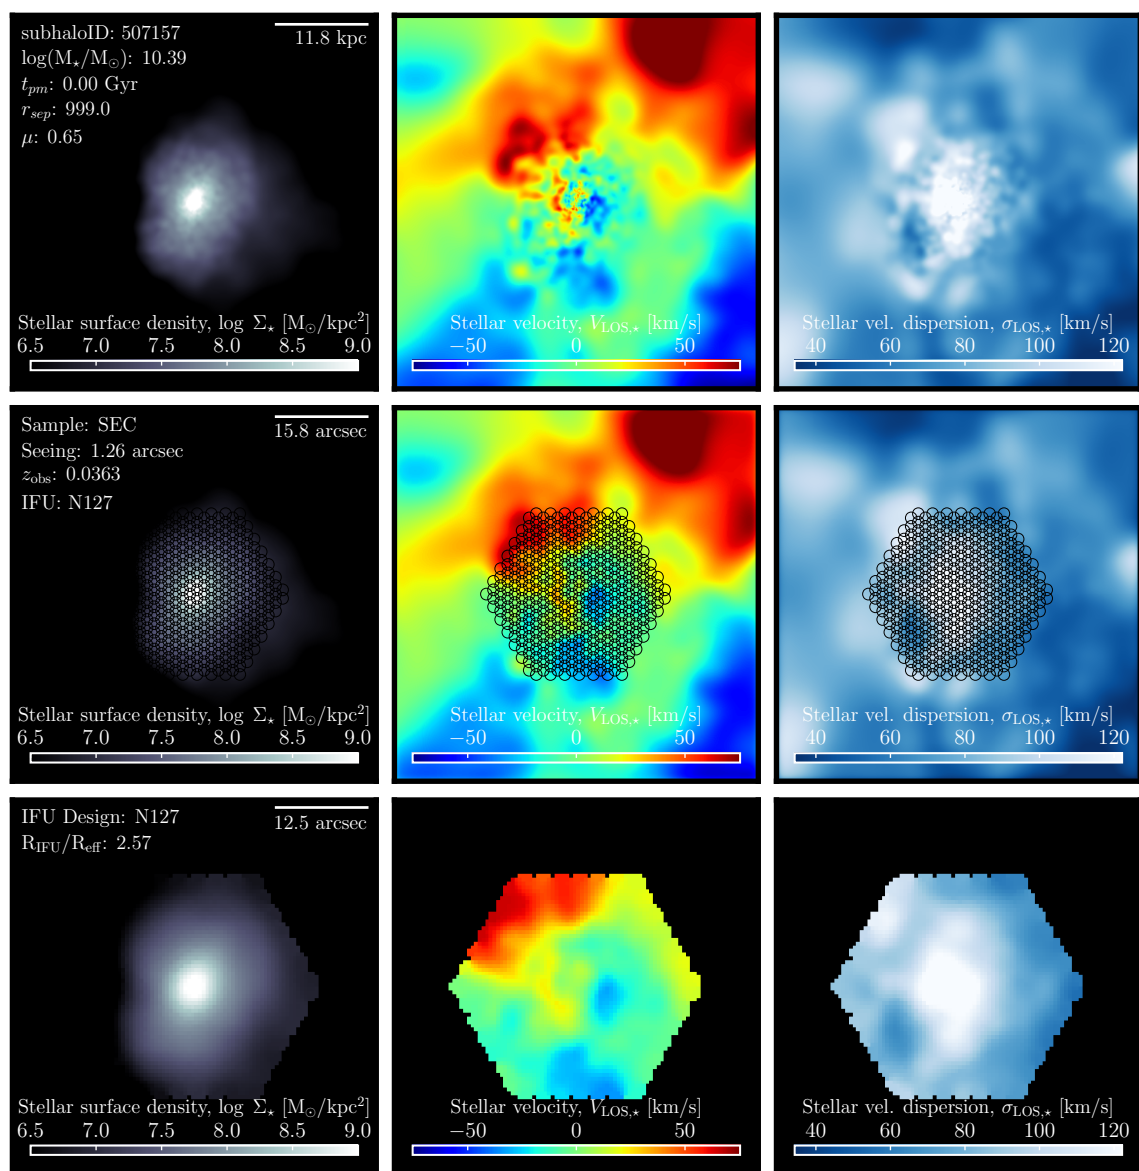 subhaloID: 507157
log(M⋆/M⊙): 10.39
t_pm: 0.00 Gyr
r_sep: 999.0
μ: 0.65
11.8 kpc
Stellar surface density, log Σ⋆ [M⊙/kpc²]
6.5 7.0 7.5 8.0 8.5 9.0
Stellar velocity, V_LOS,⋆ [km/s]
−50 0 50
Stellar vel. dispersion, σ_LOS,⋆ [km/s]
40 60 80 100 120
Sample: SEC
Seeing: 1.26 arcsec
z_obs: 0.0363
IFU: N127
15.8 arcsec
Stellar surface density, log Σ⋆ [M⊙/kpc²]
6.5 7.0 7.5 8.0 8.5 9.0
Stellar velocity, V_LOS,⋆ [km/s]
−50 0 50
Stellar vel. dispersion, σ_LOS,⋆ [km/s]
40 60 80 100 120
IFU Design: N127
R_IFU/R_eff: 2.57
12.5 arcsec
Stellar surface density, log Σ⋆ [M⊙/kpc²]
6.5 7.0 7.5 8.0 8.5 9.0
Stellar velocity, V_LOS,⋆ [km/s]
−50 0 50
Stellar vel. dispersion, σ_LOS,⋆ [km/s]
40 60 80 100 120